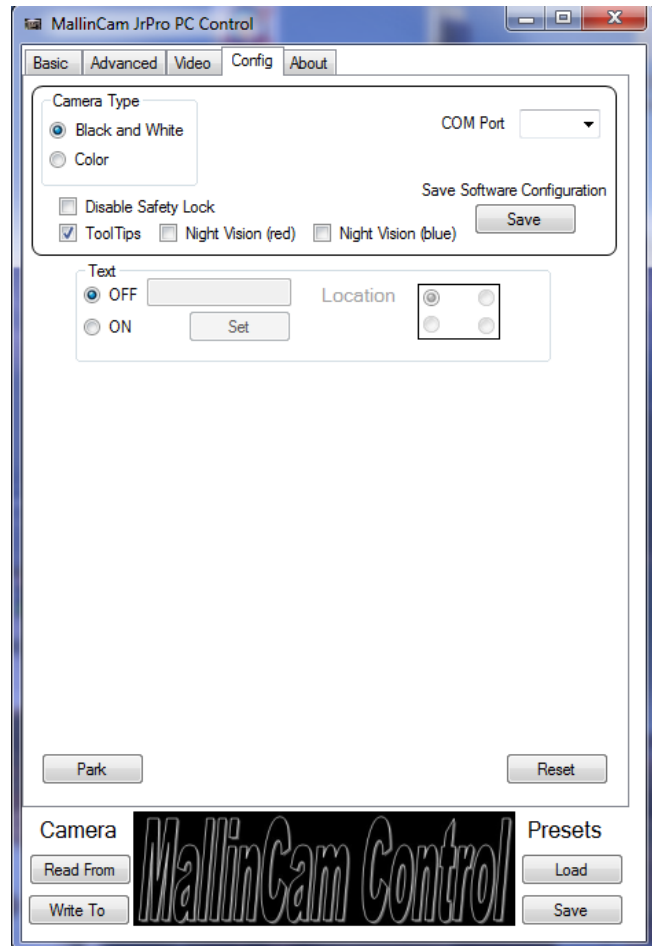 MallinCam JrPro PC Control
Basic Advanced Video Config About
Camera Type
Black and White
Color
COM Port
Save Software Configuration
Save
Disable Safety Lock
ToolTips Night Vision (red) Night Vision (blue)
Text
OFF
Location
ON
Set
Park
Reset
Camera
MallinCam Control
Presets
Read From
Load
Write To
Save